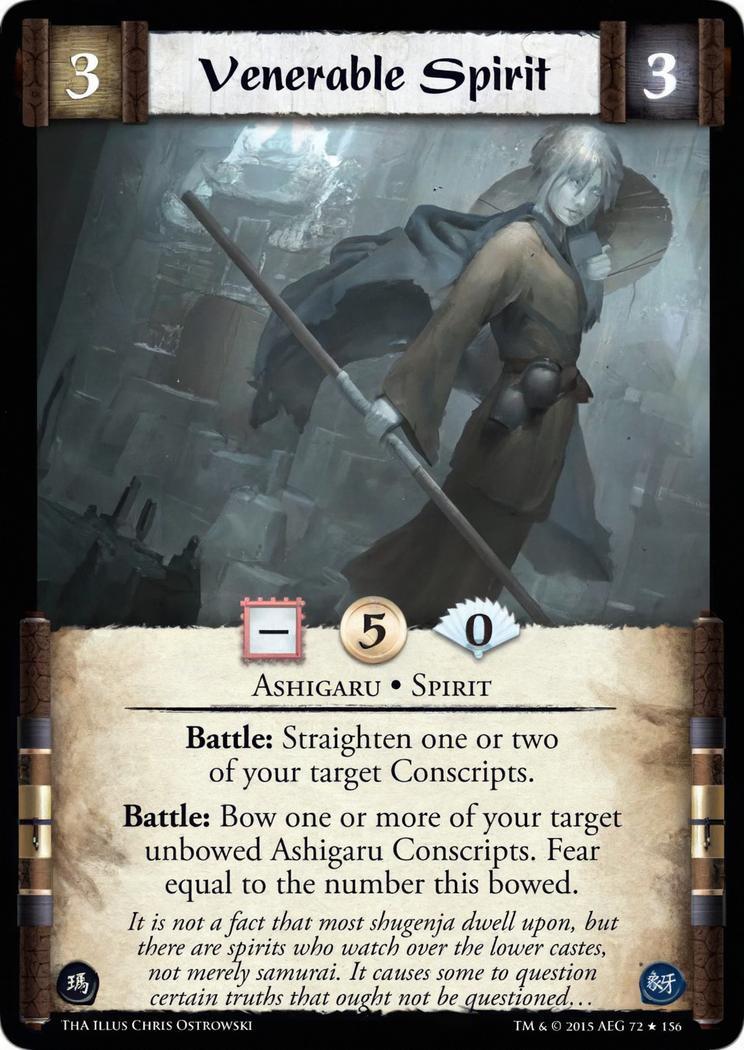 3 Venerable Spirit 3
– 5 0
Ashigaru • Spirit
Battle: Straighten one or two
of your target Conscripts.
Battle: Bow one or more of your target
unbowed Ashigaru Conscripts. Fear
equal to the number this bowed.
It is not a fact that most shugenja dwell upon, but
there are spirits who watch over the lower castes,
not merely samurai. It causes some to question
certain truths that ought not be questioned…
瑪 象牙
ThA Illus Chris Ostrowski TM & © 2015 AEG 72 ★ 156